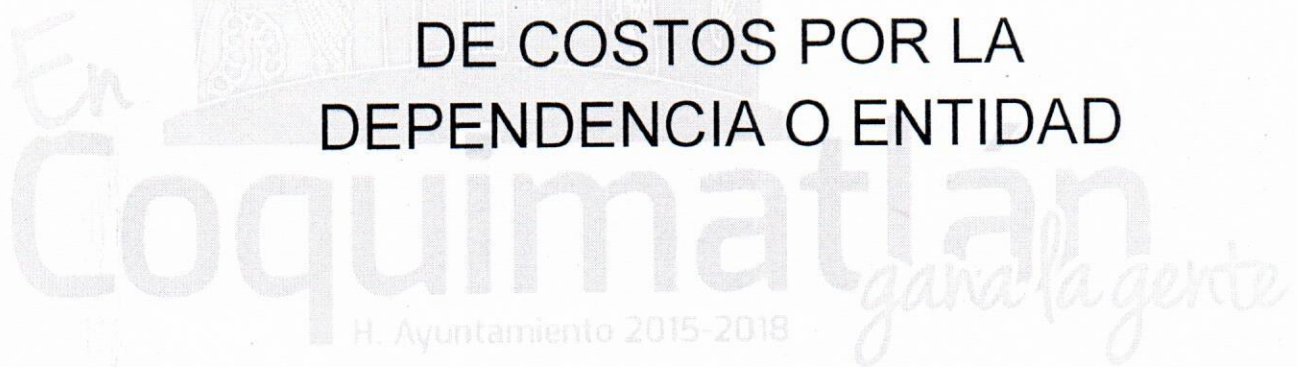 DE COSTOS POR LA
DEPENDENCIA O ENTIDAD
En
Coquimatlán
gana la gente
H. Ayuntamiento 2015-2018